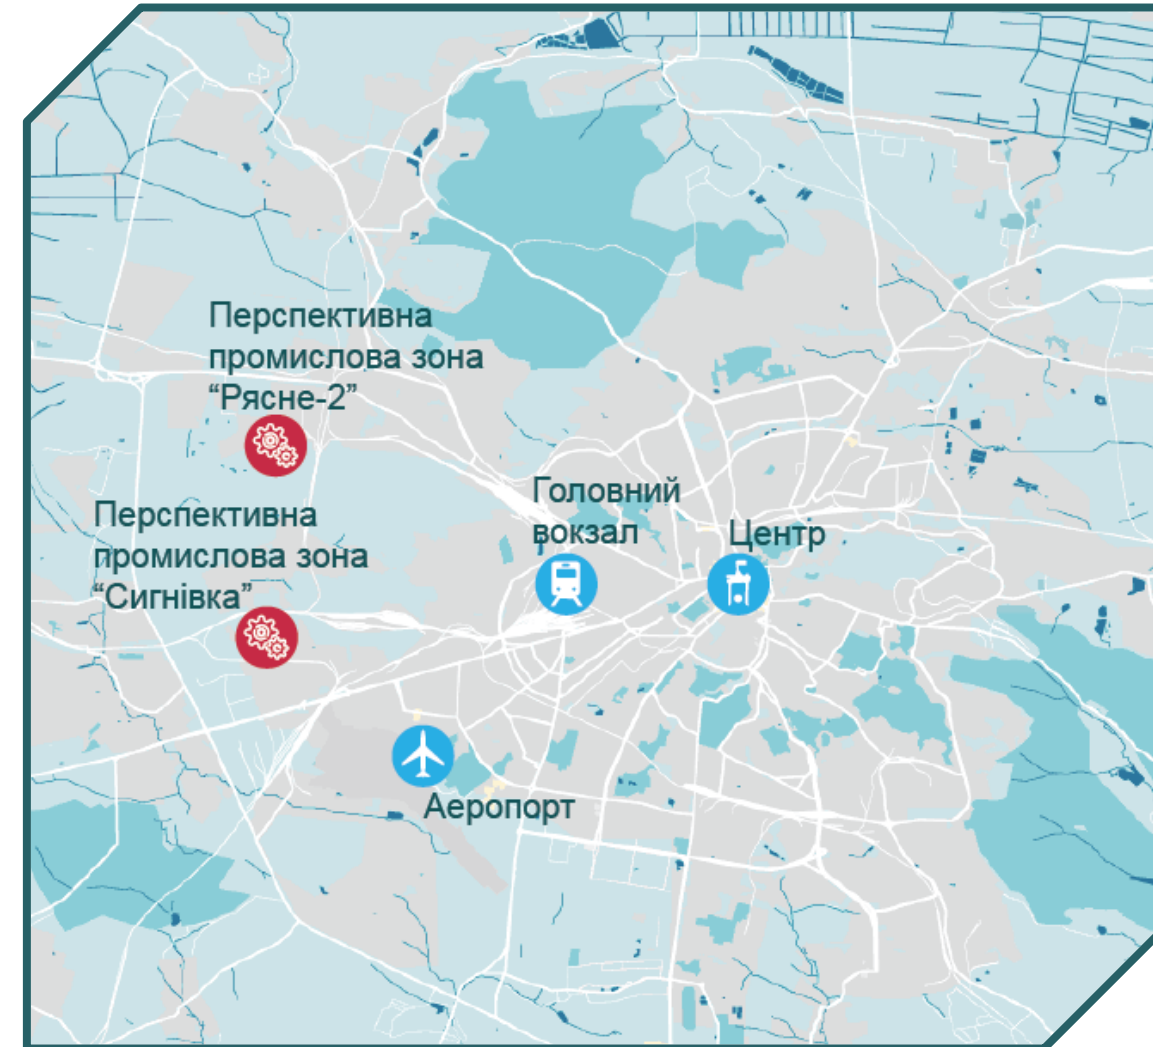 Перспективна
промислова зона
“Рясне-2”
Перспективна
промислова зона
“Сигнівка”
Головний
вокзал
Центр
Аеропорт